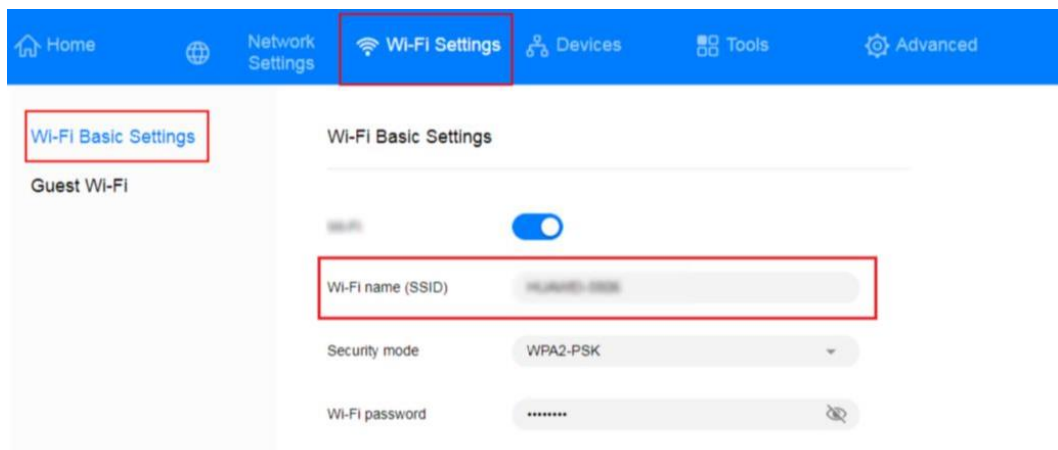 Home
Network
Settings
Wi-Fi Settings
Devices
Tools
Advanced
Wi-Fi Basic Settings
Guest Wi-Fi
Wi-Fi Basic Settings
Wi-Fi name (SSID)
Security mode
WPA2-PSK
Wi-Fi password
••••••••